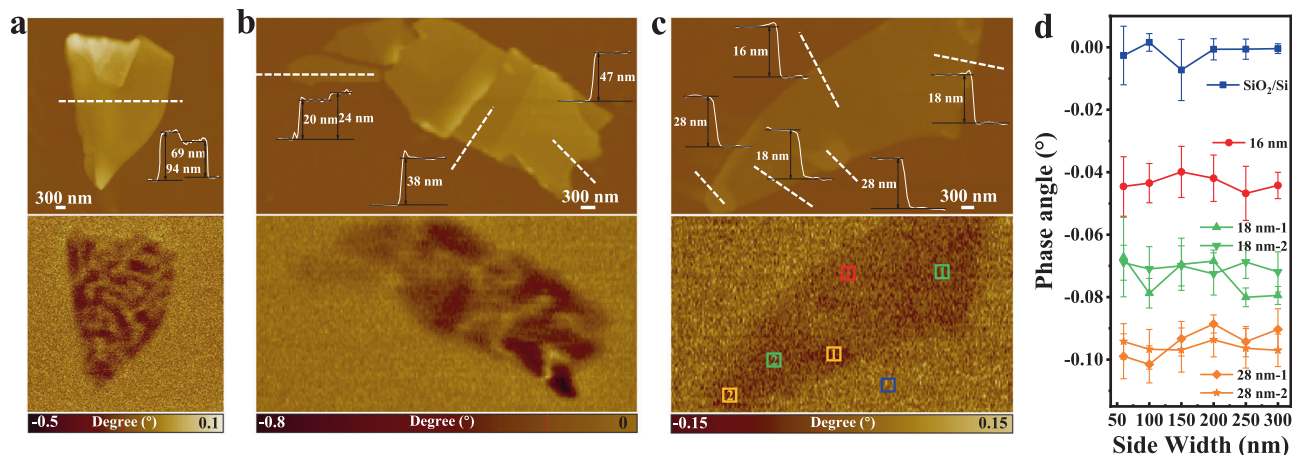 a
69 nm
94 nm
300 nm
-0.5 Degree (°) 0.1
b
47 nm
20 nm
24 nm
38 nm
300 nm
-0.8 Degree (°) 0
c
16 nm
18 nm
28 nm
18 nm
28 nm
300 nm
1
1
2
1
2
-0.15 Degree (°) 0.15
d
0.00
-0.02
-0.04
-0.06
-0.08
-0.10
Phase angle (°)
SiO₂/Si
16 nm
18 nm-1
18 nm-2
28 nm-1
28 nm-2
50 100 150 200 250 300
Side Width (nm)